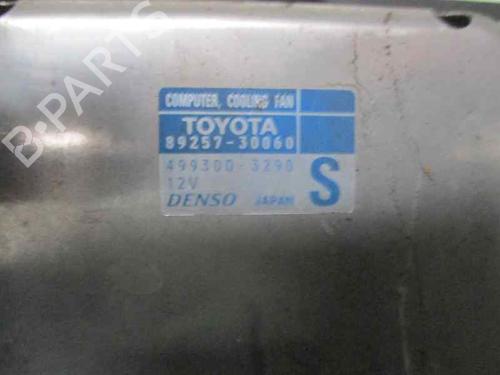 B-PARTS
COMPUTER, COOLING FAN
TOYOTA
89257-30060
499300-3290
12V
S
DENSO JAPAN